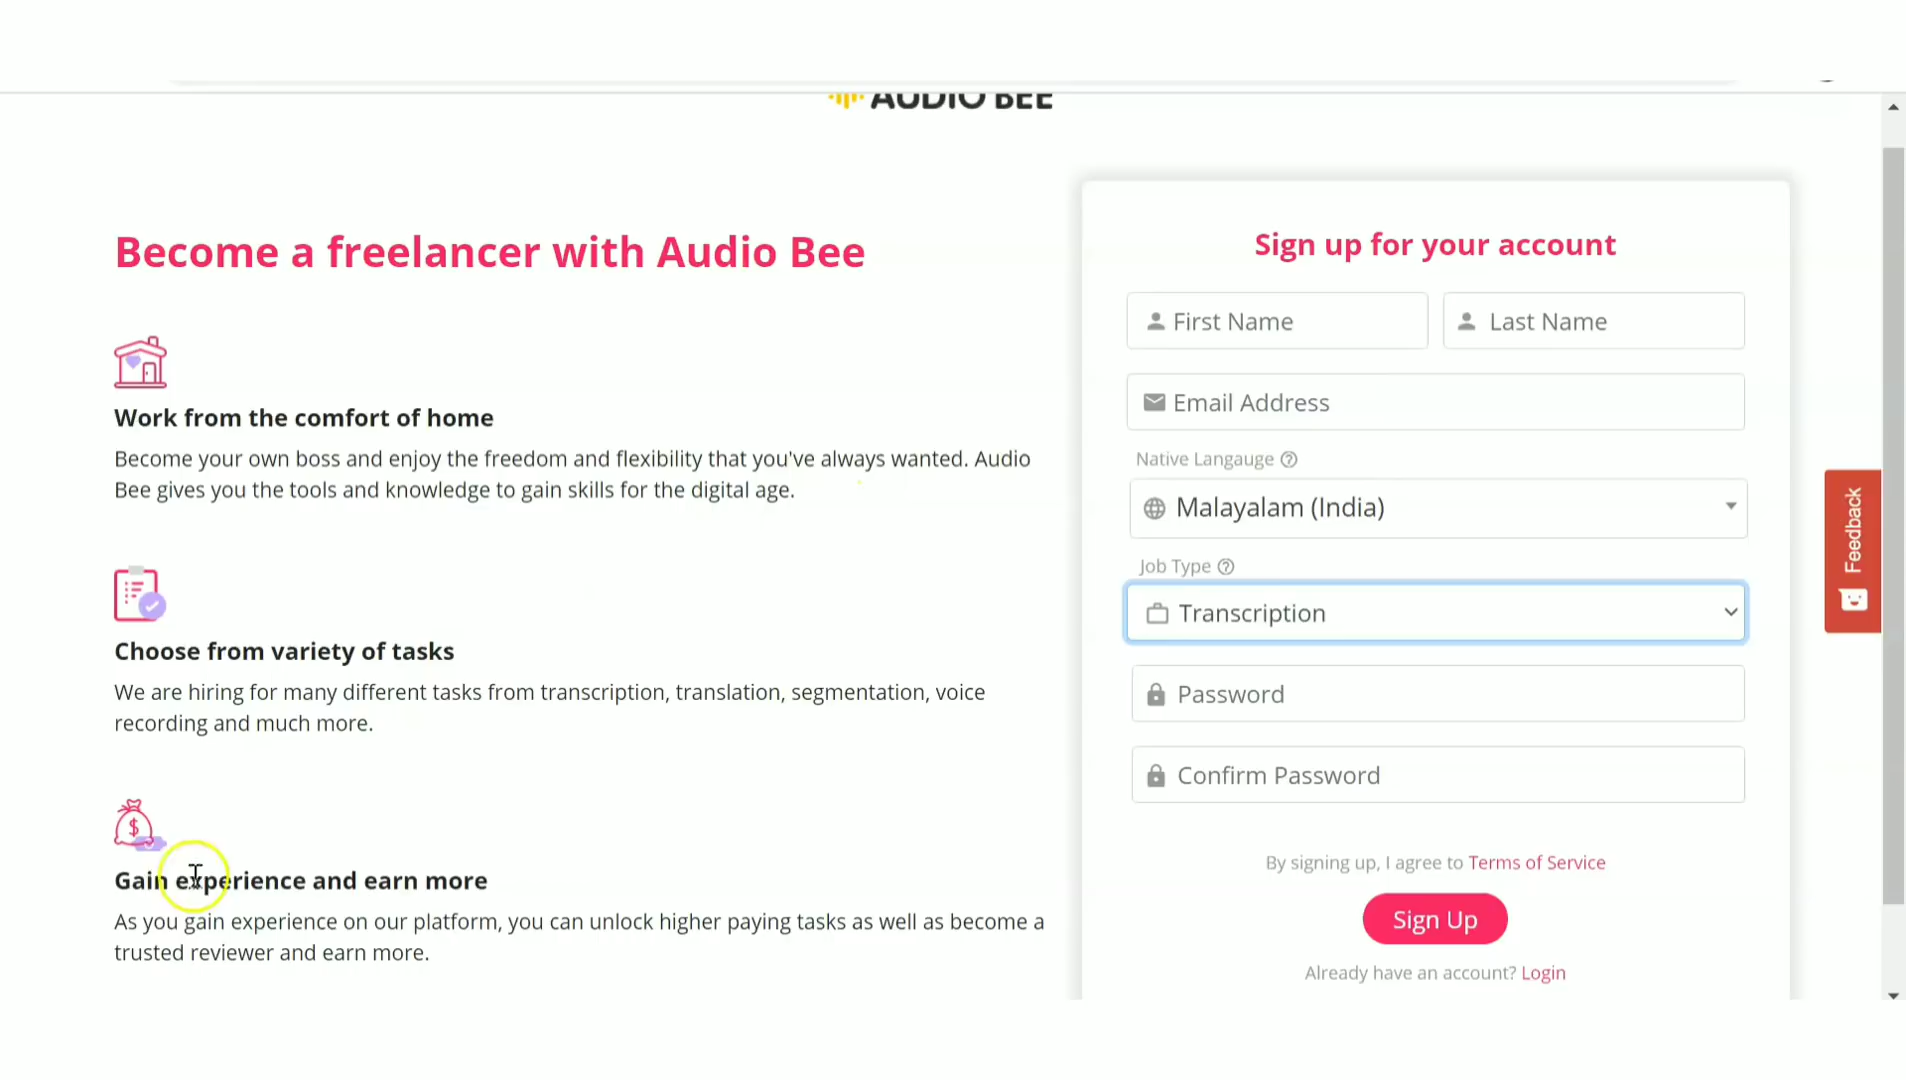 AUDIO BEE
Become a freelancer with Audio Bee
Work from the comfort of home
Become your own boss and enjoy the freedom and flexibility that you've always wanted. Audio
Bee gives you the tools and knowledge to gain skills for the digital age.
Choose from variety of tasks
We are hiring for many different tasks from transcription, translation, segmentation, voice
recording and much more.
Gain experience and earn more
As you gain experience on our platform, you can unlock higher paying tasks as well as become a
trusted reviewer and earn more.
Sign up for your account
First Name
Last Name
Email Address
Native Langauge
Malayalam (India)
Job Type
Transcription
Password
Confirm Password
By signing up, I agree to Terms of Service
Sign Up
Already have an account? Login
Feedback